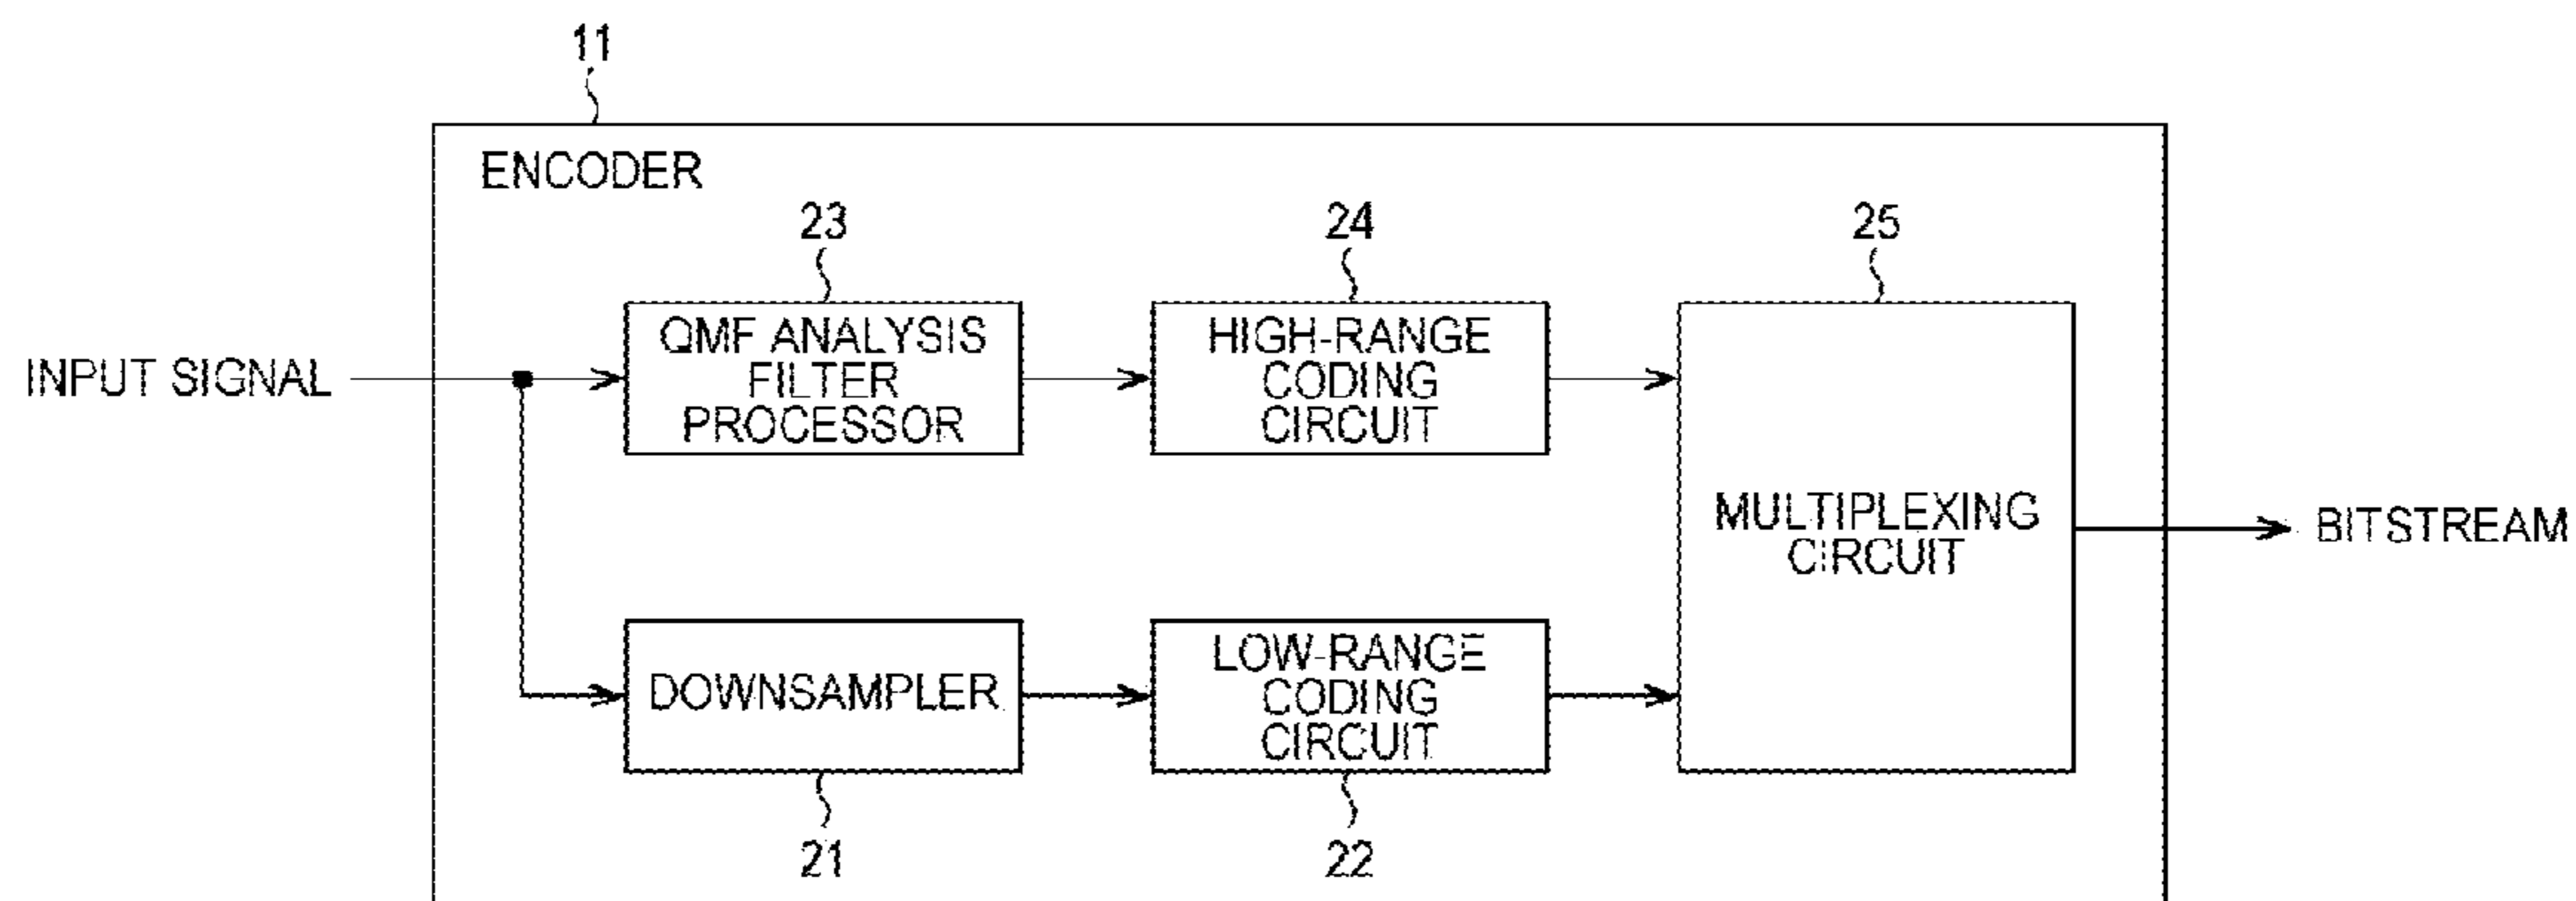 11
ENCODER
23
24
25
INPUT SIGNAL
QMF ANALYSIS
FILTER
PROCESSOR
HIGH-RANGE
CODING
CIRCUIT
MULTIPLEXING
CIRCUIT
BITSTREAM
DOWNSAMPLER
LOW-RANGE
CODING
CIRCUIT
21
22